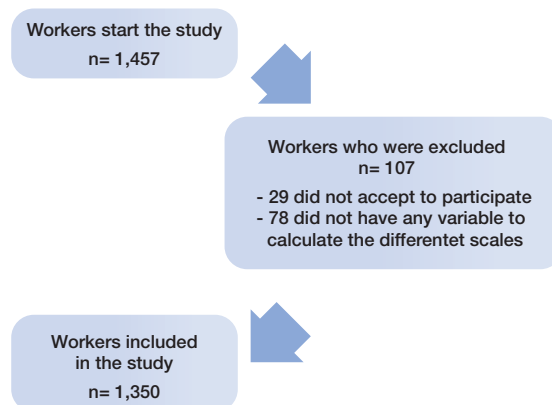 Workers start the study
n= 1,457
Workers who were excluded
n= 107
- 29 did not accept to participate
- 78 did not have any variable to
calculate the differentet scales
Workers included
in the study
n= 1,350